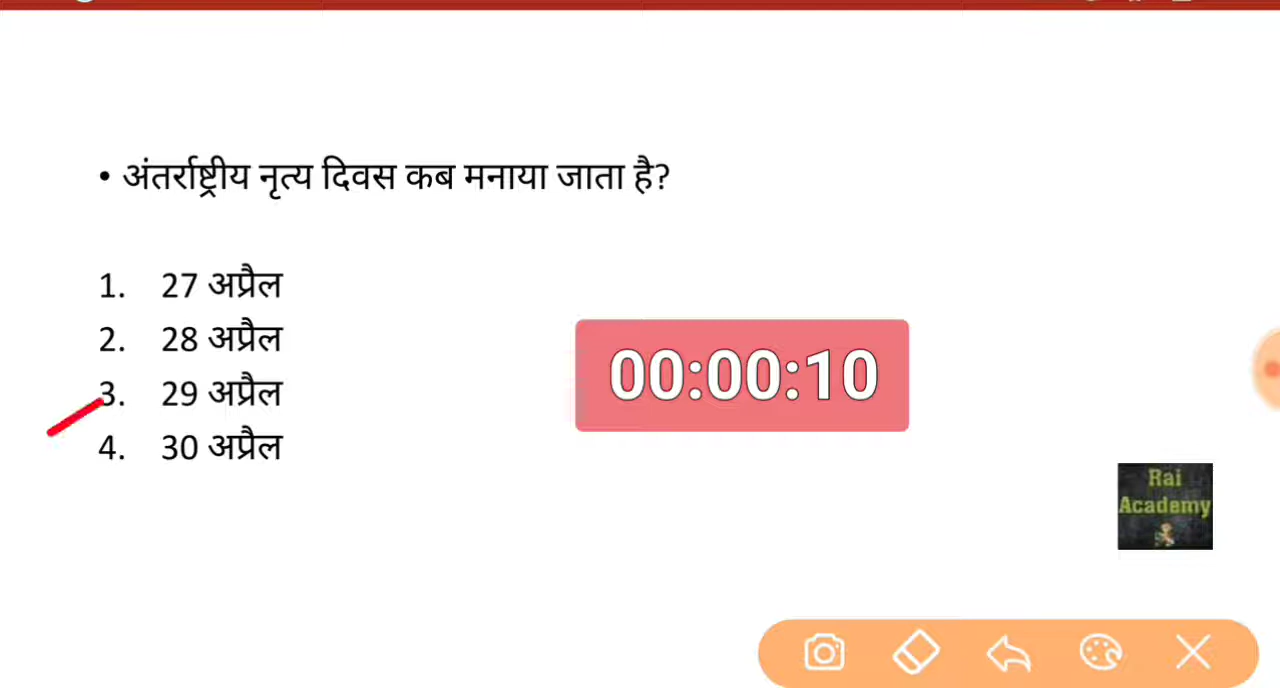 • अंतर्राष्ट्रीय नृत्य दिवस कब मनाया जाता है?
1. 27 अप्रैल
2. 28 अप्रैल
3. 29 अप्रैल
4. 30 अप्रैल
00:00:10
Rai
Academy